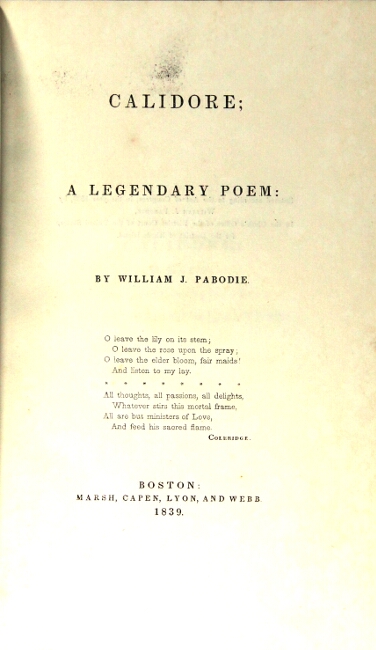 CALIDORE;
A LEGENDARY POEM:
BY WILLIAM J. PABODIE.
O leave the lily on its stem;
O leave the rose upon the spray;
O leave the elder bloom, fair maids!
And listen to my lay.
* * * * * * * *
All thoughts, all passions, all delights,
Whatever stirs this mortal frame,
All are but ministers of Love,
And feed his sacred flame.
COLERIDGE.
BOSTON:
MARSH, CAPEN, LYON, AND WEBB.
1839.